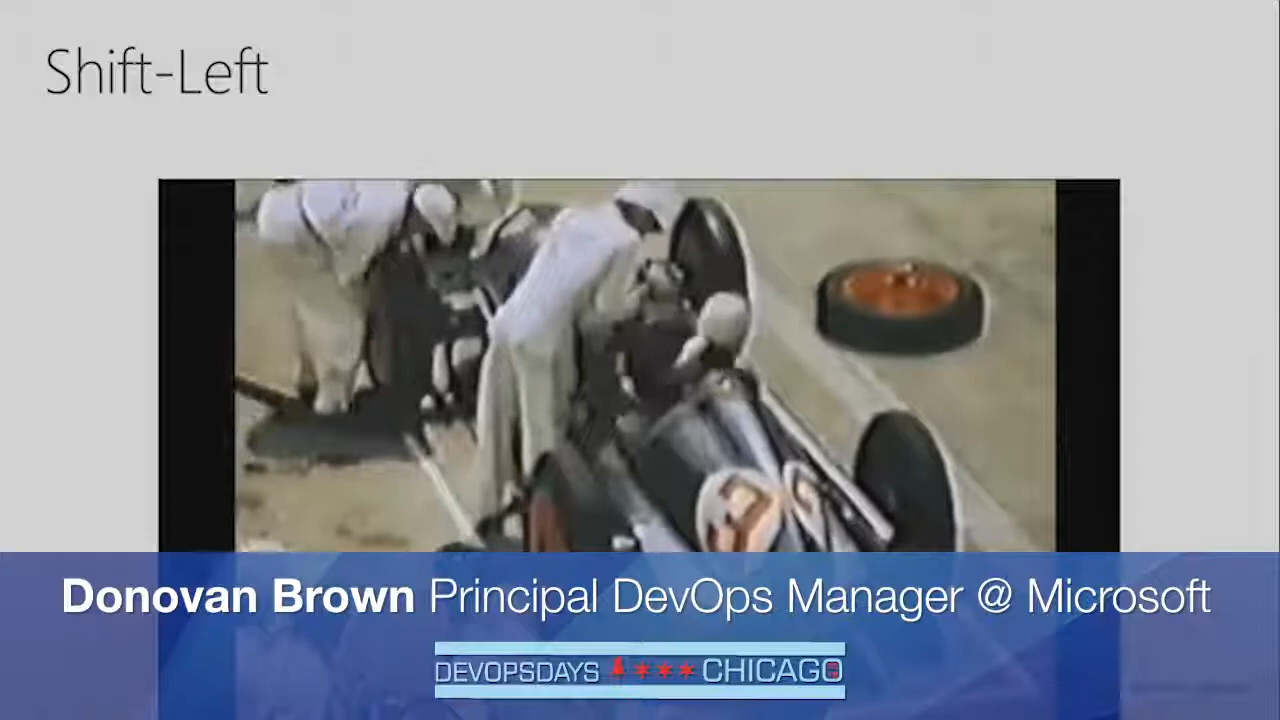 Shift-Left
Donovan Brown Principal DevOps Manager @ Microsoft
DEVOPSDAYS CHICAGO